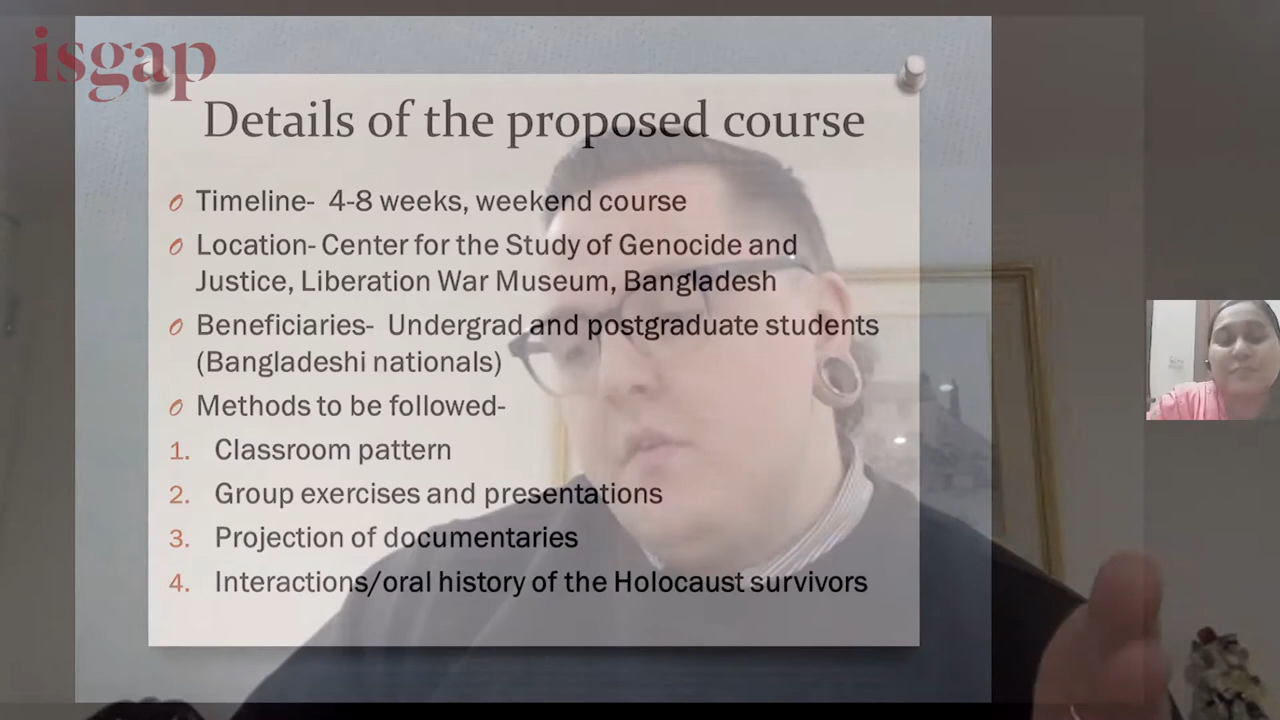 isgap
Details of the proposed course
Timeline- 4-8 weeks, weekend course
Location- Center for the Study of Genocide and
Justice, Liberation War Museum, Bangladesh
Beneficiaries- Undergrad and postgraduate students
(Bangladeshi nationals)
Methods to be followed-
1. Classroom pattern
2. Group exercises and presentations
3. Projection of documentaries
4. Interactions/oral history of the Holocaust survivors